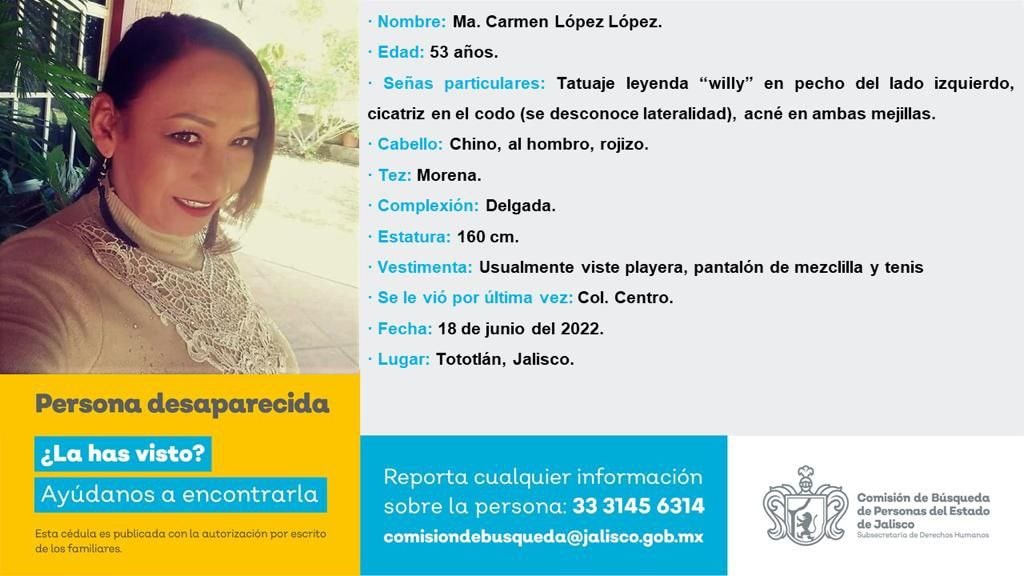 · Nombre: Ma. Carmen López López.
· Edad: 53 años.
· Señas particulares: Tatuaje leyenda “willy” en pecho del lado izquierdo,
cicatriz en el codo (se desconoce lateralidad), acné en ambas mejillas.
· Cabello: Chino, al hombro, rojizo.
· Tez: Morena.
· Complexión: Delgada.
· Estatura: 160 cm.
· Vestimenta: Usualmente viste playera, pantalón de mezclilla y tenis
· Se le vió por última vez: Col. Centro.
· Fecha: 18 de junio del 2022.
· Lugar: Tototlán, Jalisco.
Persona desaparecida
¿La has visto?
Ayúdanos a encontrarla
Esta cédula es publicada con la autorización por escrito
de los familiares.
Reporta cualquier información
sobre la persona: 33 3145 6314
comisiondebusqueda@jalisco.gob.mx
Comisión de Búsqueda
de Personas del Estado
de Jalisco
Subsecretaría de Derechos Humanos